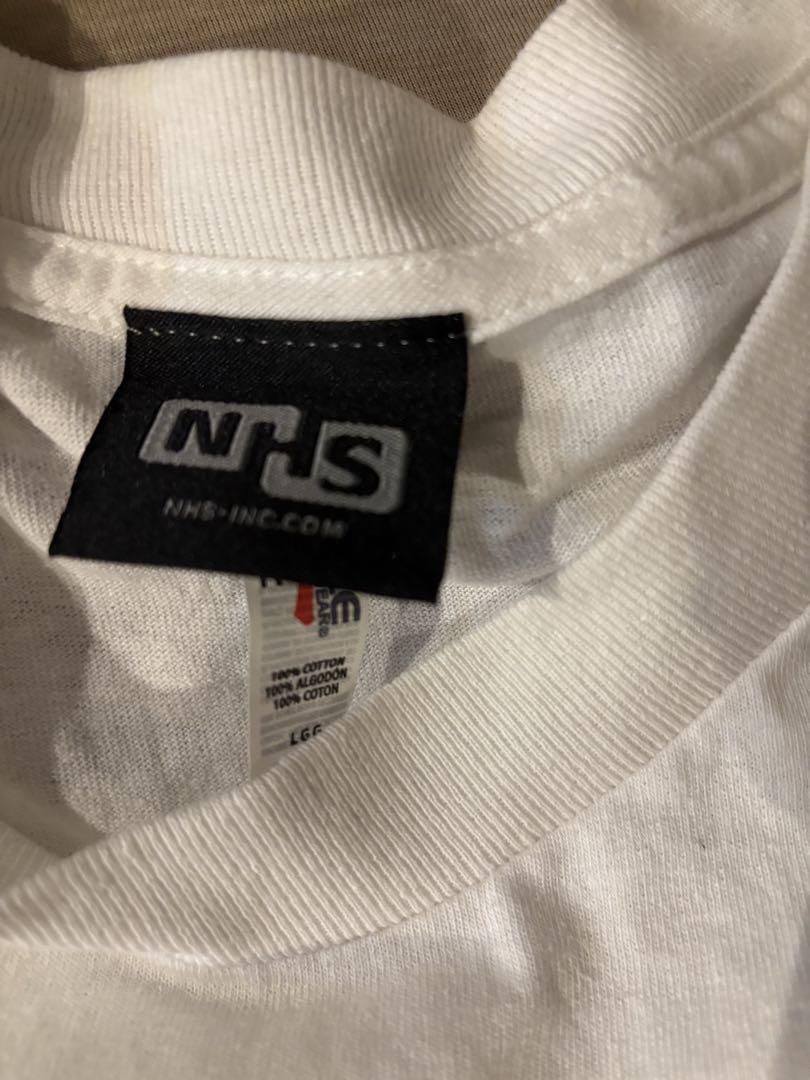 NHS
NHS-INC.COM
100% COTTON
100% ALGODÓN
100% COTON